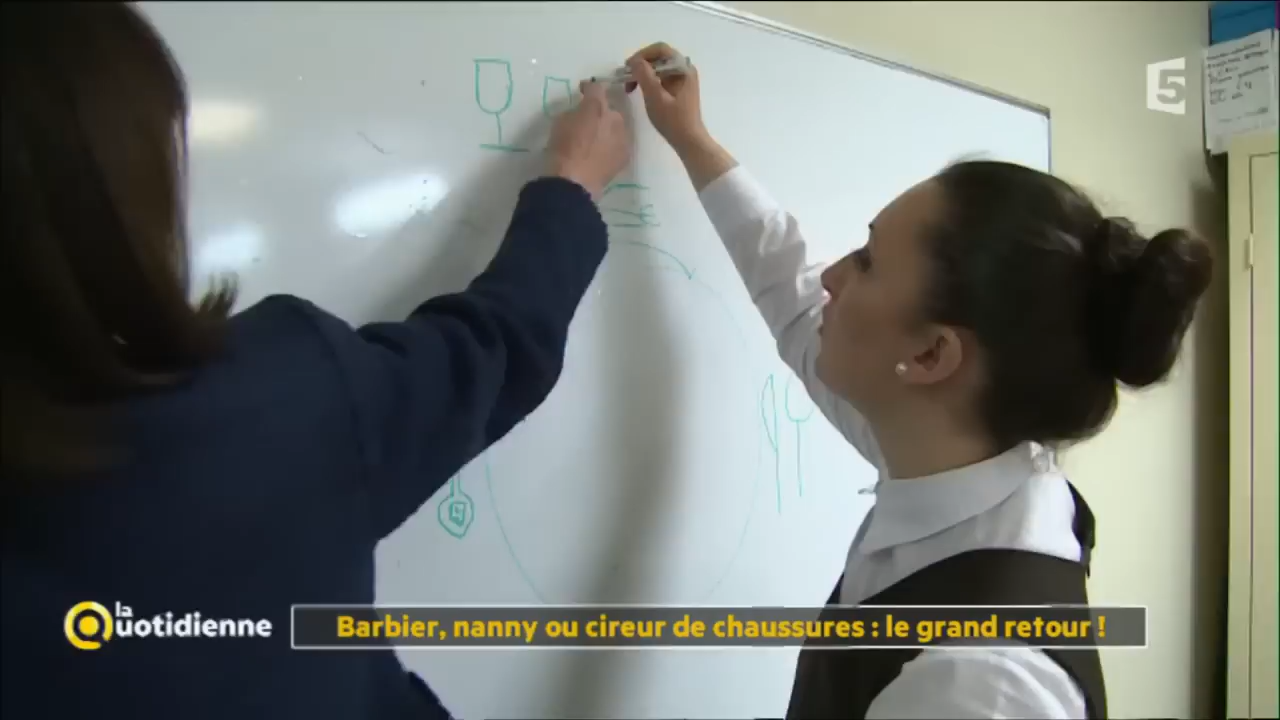 5
la
Quotidienne
Barbier, nanny ou cireur de chaussures : le grand retour !